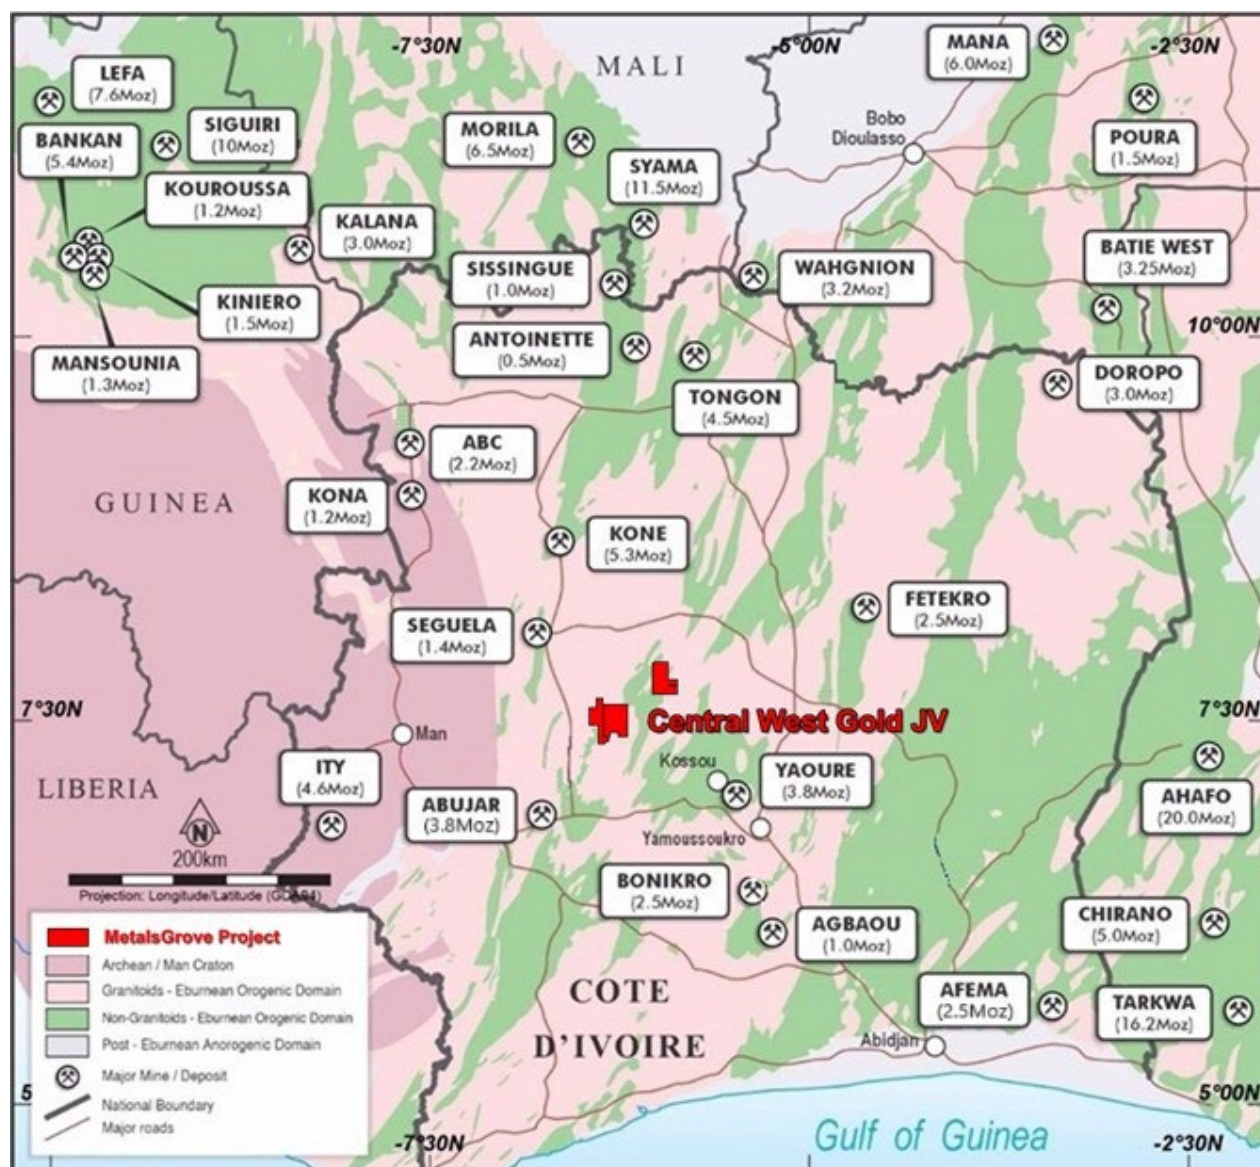 -7°30N
-5°00N
-2°30N
MALI
MANA
(6.0Moz)
LEFA
(7.6Moz)
BANKAN
(5.4Moz)
SIGUIRI
(10Moz)
MORILA
(6.5Moz)
Bobo
Dioulasso
POURA
(1.5Moz)
SYAMA
(11.5Moz)
KOUROUSSA
(1.2Moz)
KALANA
(3.0Moz)
SISSINGUE
(1.0Moz)
WAHGNION
(3.2Moz)
BATIE WEST
(3.25Moz)
KINIERO
(1.5Moz)
10°00N
MANSOUNIA
(1.3Moz)
ANTOINETTE
(0.5Moz)
TONGON
(4.5Moz)
DOROPO
(3.0Moz)
ABC
(2.2Moz)
GUINEA
KONA
(1.2Moz)
KONE
(5.3Moz)
FETEKRO
(2.5Moz)
SEGUELA
(1.4Moz)
7°30N
Central West Gold JV
7°30N
Man
Kossou
ITY
(4.6Moz)
YAOURE
(3.8Moz)
LIBERIA
ABUJAR
(3.8Moz)
AHAFO
(20.0Moz)
N
200km
Yamoussoukro
Projection: Longitude/Latitude (GDA94)
BONIKRO
(2.5Moz)
AGBAOU
(1.0Moz)
CHIRANO
(5.0Moz)
MetalsGrove Project
Archean / Man Craton
Granitoids - Eburnean Orogenic Domain
Non-Granitoids - Eburnean Orogenic Domain
Post - Eburnean Anorogenic Domain
Major Mine / Deposit
National Boundary
Major roads
COTE
D'IVOIRE
AFEMA
(2.5Moz)
TARKWA
(16.2Moz)
Abidjan
5
5°00N
-7°30N
Gulf of Guinea
-2°30N